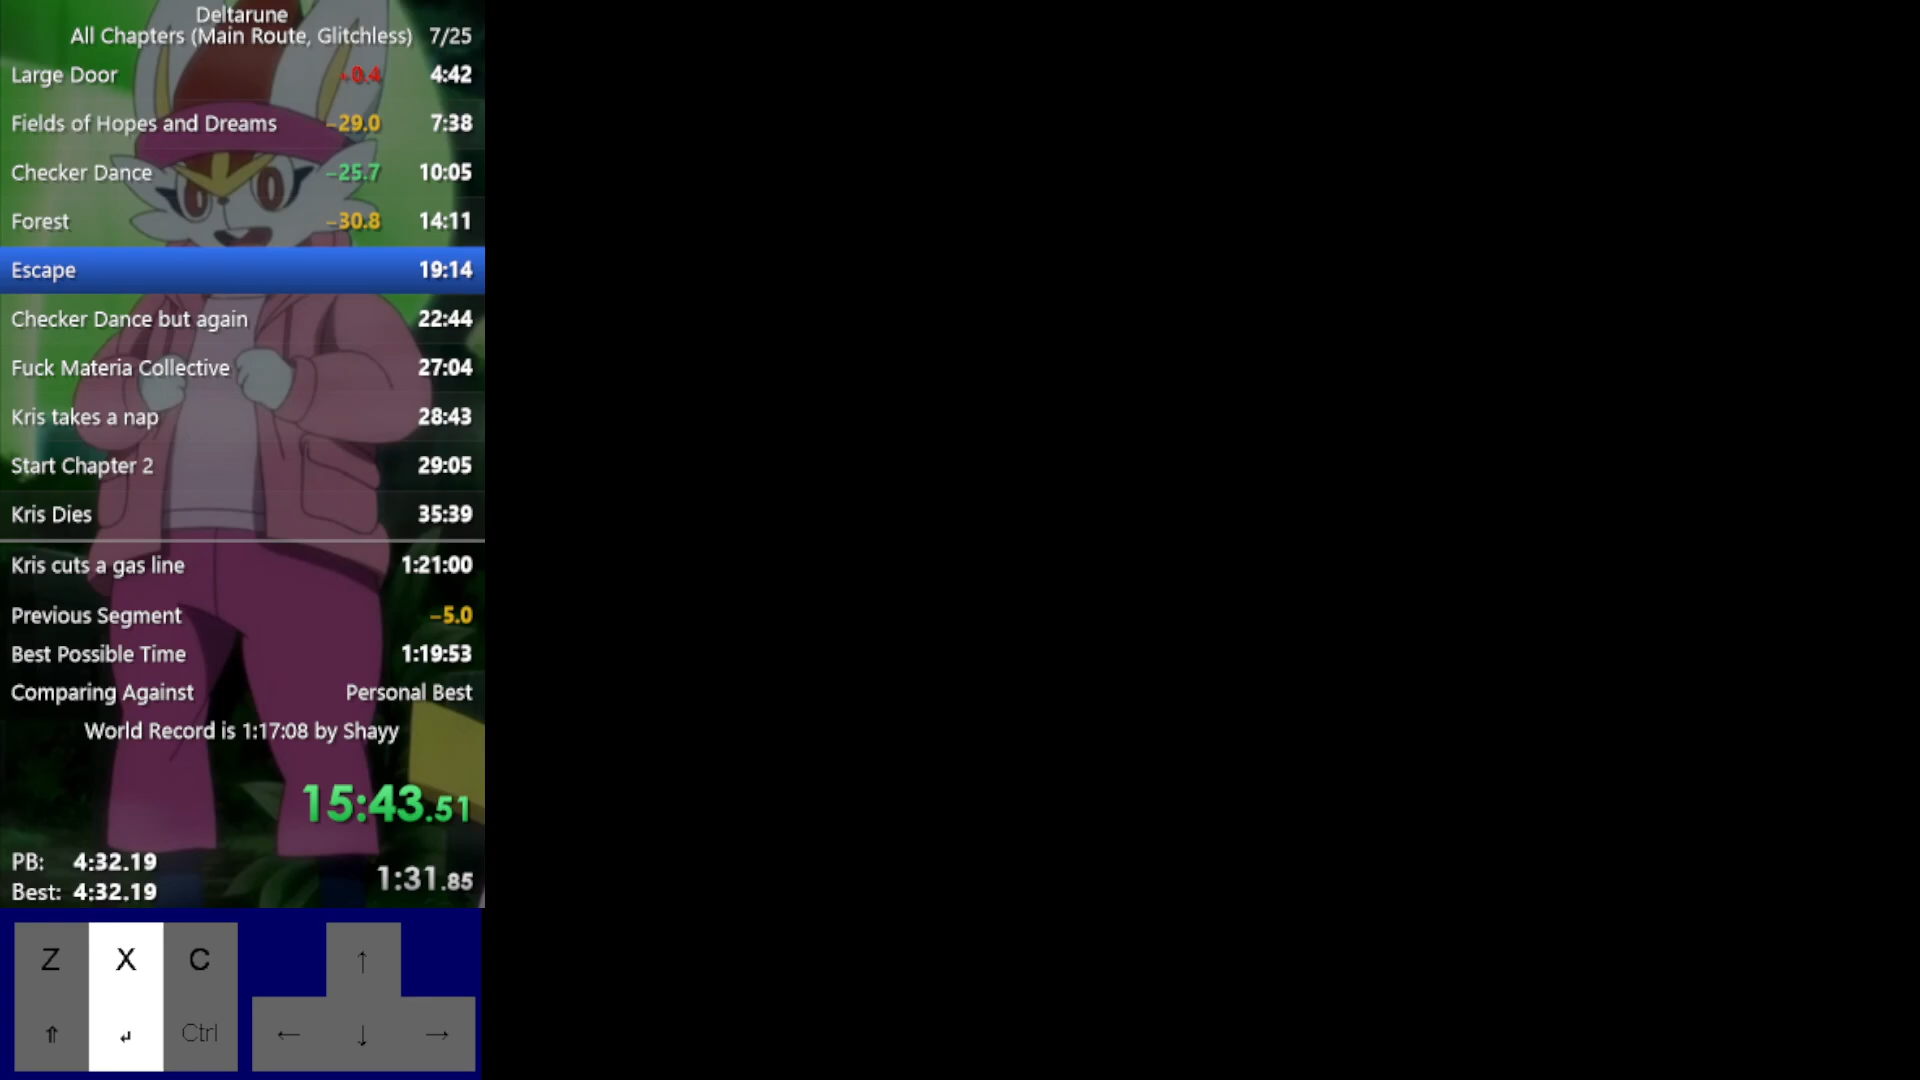 Deltarune
All Chapters (Main Route, Glitchless) 7/25
Large Door +0.4 4:42
Fields of Hopes and Dreams −29.0 7:38
Checker Dance −25.7 10:05
Forest −30.8 14:11
Escape 19:14
Checker Dance but again 22:44
Fuck Materia Collective 27:04
Kris takes a nap 28:43
Start Chapter 2 29:05
Kris Dies 35:39
Kris cuts a gas line 1:21:00
Previous Segment −5.0
Best Possible Time 1:19:53
Comparing Against Personal Best
World Record is 1:17:08 by Shayy
15:43.51
PB: 4:32.19
1:31.85
Best: 4:32.19
Z X C ↑
⇑ ↵ Ctrl ← ↓ →